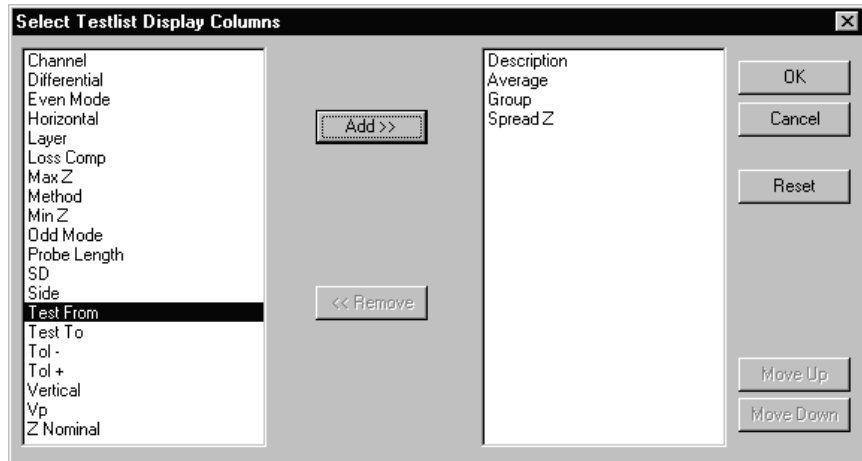 Select Testlist Display Columns
Channel
Differential
Even Mode
Horizontal
Layer
Loss Comp
Max Z
Method
Min Z
Odd Mode
Probe Length
SD
Side
Test From
Test To
Tol -
Tol +
Vertical
Vp
Z Nominal
Add >>
<< Remove
Description
Average
Group
Spread Z
OK
Cancel
Reset
Move Up
Move Down